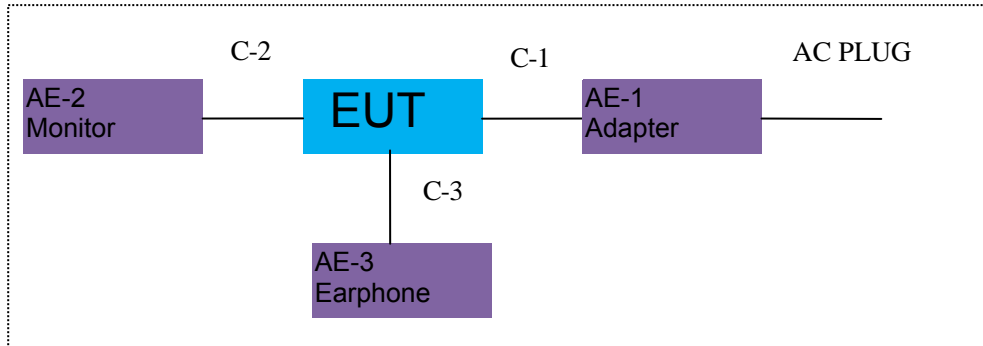 C-2
C-1
AC PLUG
AE-2
Monitor
EUT
AE-1
Adapter
C-3
AE-3
Earphone